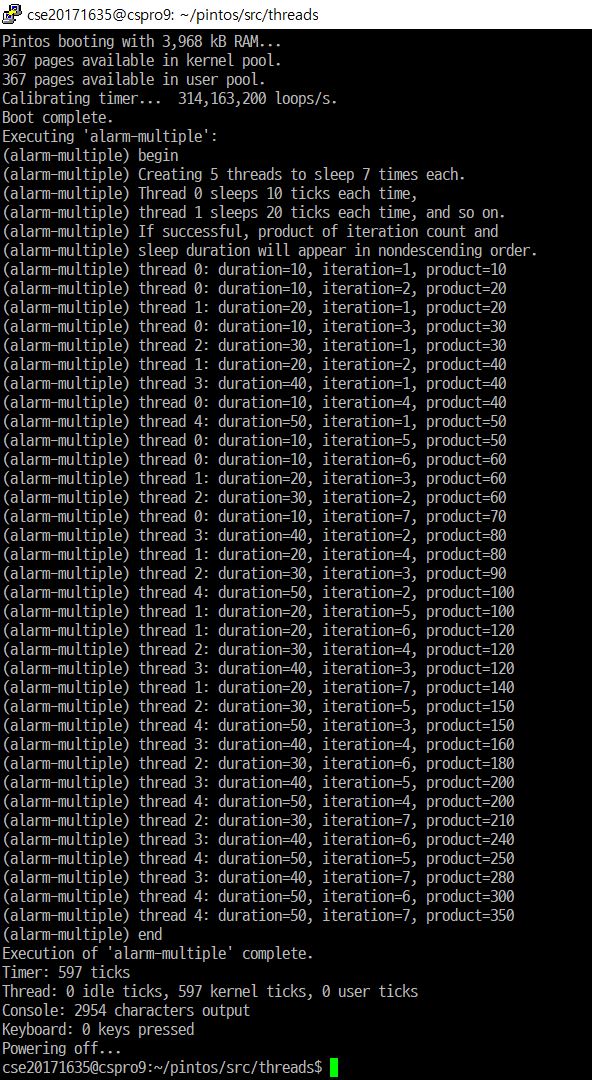 cse20171635@cspro9: ~/pintos/src/threads
Pintos booting with 3,968 kB RAM...
367 pages available in kernel pool.
367 pages available in user pool.
Calibrating timer...  314,163,200 loops/s.
Boot complete.
Executing 'alarm-multiple':
(alarm-multiple) begin
(alarm-multiple) Creating 5 threads to sleep 7 times each.
(alarm-multiple) Thread 0 sleeps 10 ticks each time,
(alarm-multiple) thread 1 sleeps 20 ticks each time, and so on.
(alarm-multiple) If successful, product of iteration count and
(alarm-multiple) sleep duration will appear in nondescending order.
(alarm-multiple) thread 0: duration=10, iteration=1, product=10
(alarm-multiple) thread 0: duration=10, iteration=2, product=20
(alarm-multiple) thread 1: duration=20, iteration=1, product=20
(alarm-multiple) thread 0: duration=10, iteration=3, product=30
(alarm-multiple) thread 2: duration=30, iteration=1, product=30
(alarm-multiple) thread 1: duration=20, iteration=2, product=40
(alarm-multiple) thread 3: duration=40, iteration=1, product=40
(alarm-multiple) thread 0: duration=10, iteration=4, product=40
(alarm-multiple) thread 4: duration=50, iteration=1, product=50
(alarm-multiple) thread 0: duration=10, iteration=5, product=50
(alarm-multiple) thread 0: duration=10, iteration=6, product=60
(alarm-multiple) thread 1: duration=20, iteration=3, product=60
(alarm-multiple) thread 2: duration=30, iteration=2, product=60
(alarm-multiple) thread 0: duration=10, iteration=7, product=70
(alarm-multiple) thread 3: duration=40, iteration=2, product=80
(alarm-multiple) thread 1: duration=20, iteration=4, product=80
(alarm-multiple) thread 2: duration=30, iteration=3, product=90
(alarm-multiple) thread 4: duration=50, iteration=2, product=100
(alarm-multiple) thread 1: duration=20, iteration=5, product=100
(alarm-multiple) thread 1: duration=20, iteration=6, product=120
(alarm-multiple) thread 2: duration=30, iteration=4, product=120
(alarm-multiple) thread 3: duration=40, iteration=3, product=120
(alarm-multiple) thread 1: duration=20, iteration=7, product=140
(alarm-multiple) thread 2: duration=30, iteration=5, product=150
(alarm-multiple) thread 4: duration=50, iteration=3, product=150
(alarm-multiple) thread 3: duration=40, iteration=4, product=160
(alarm-multiple) thread 2: duration=30, iteration=6, product=180
(alarm-multiple) thread 3: duration=40, iteration=5, product=200
(alarm-multiple) thread 4: duration=50, iteration=4, product=200
(alarm-multiple) thread 2: duration=30, iteration=7, product=210
(alarm-multiple) thread 3: duration=40, iteration=6, product=240
(alarm-multiple) thread 4: duration=50, iteration=5, product=250
(alarm-multiple) thread 3: duration=40, iteration=7, product=280
(alarm-multiple) thread 4: duration=50, iteration=6, product=300
(alarm-multiple) thread 4: duration=50, iteration=7, product=350
(alarm-multiple) end
Execution of 'alarm-multiple' complete.
Timer: 597 ticks
Thread: 0 idle ticks, 597 kernel ticks, 0 user ticks
Console: 2954 characters output
Keyboard: 0 keys pressed
Powering off...
cse20171635@cspro9:~/pintos/src/threads$